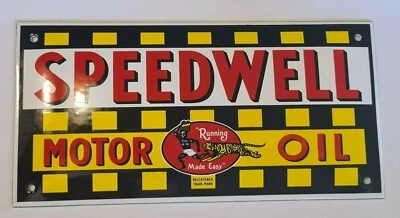 SPEEDWELL
MOTOR OIL
"Running
Made Easy"
REGISTERED
TRADE MARK